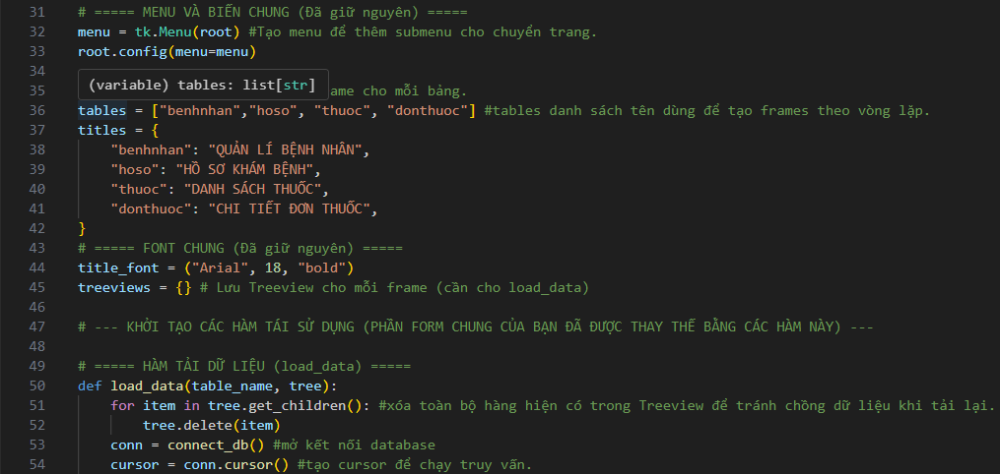 31 # ===== MENU VÀ BIẾN CHUNG (Đã giữ nguyên) =====
32 menu = tk.Menu(root) #Tạo menu để thêm submenu cho chuyển trang.
33 root.config(menu=menu)
34
(variable) tables: list[str]
35 ame cho mỗi bảng.
36 tables = ["benhnhan","hoso", "thuoc", "donthuoc"] #tables danh sách tên dùng để tạo frames theo vòng lặp.
37 titles = {
38     "benhnhan": "QUẢN LÍ BỆNH NHÂN",
39     "hoso": "HỒ SƠ KHÁM BỆNH",
40     "thuoc": "DANH SÁCH THUỐC",
41     "donthuoc": "CHI TIẾT ĐƠN THUỐC",
42 }
43 # ===== FONT CHUNG (Đã giữ nguyên) =====
44 title_font = ("Arial", 18, "bold")
45 treeviews = {} # Lưu Treeview cho mỗi frame (cần cho load_data)
46
47 # --- KHỞI TẠO CÁC HÀM TÁI SỬ DỤNG (PHẦN FORM CHUNG CỦA BẠN ĐÃ ĐƯỢC THAY THẾ BẰNG CÁC HÀM NÀY) ---
48
49 # ===== HÀM TẢI DỮ LIỆU (load_data) =====
50 def load_data(table_name, tree):
51     for item in tree.get_children(): #xóa toàn bộ hàng hiện có trong Treeview để tránh chồng dữ liệu khi tải lại.
52         tree.delete(item)
53     conn = connect_db() #mở kết nối database
54     cursor = conn.cursor() #tạo cursor để chạy truy vấn.